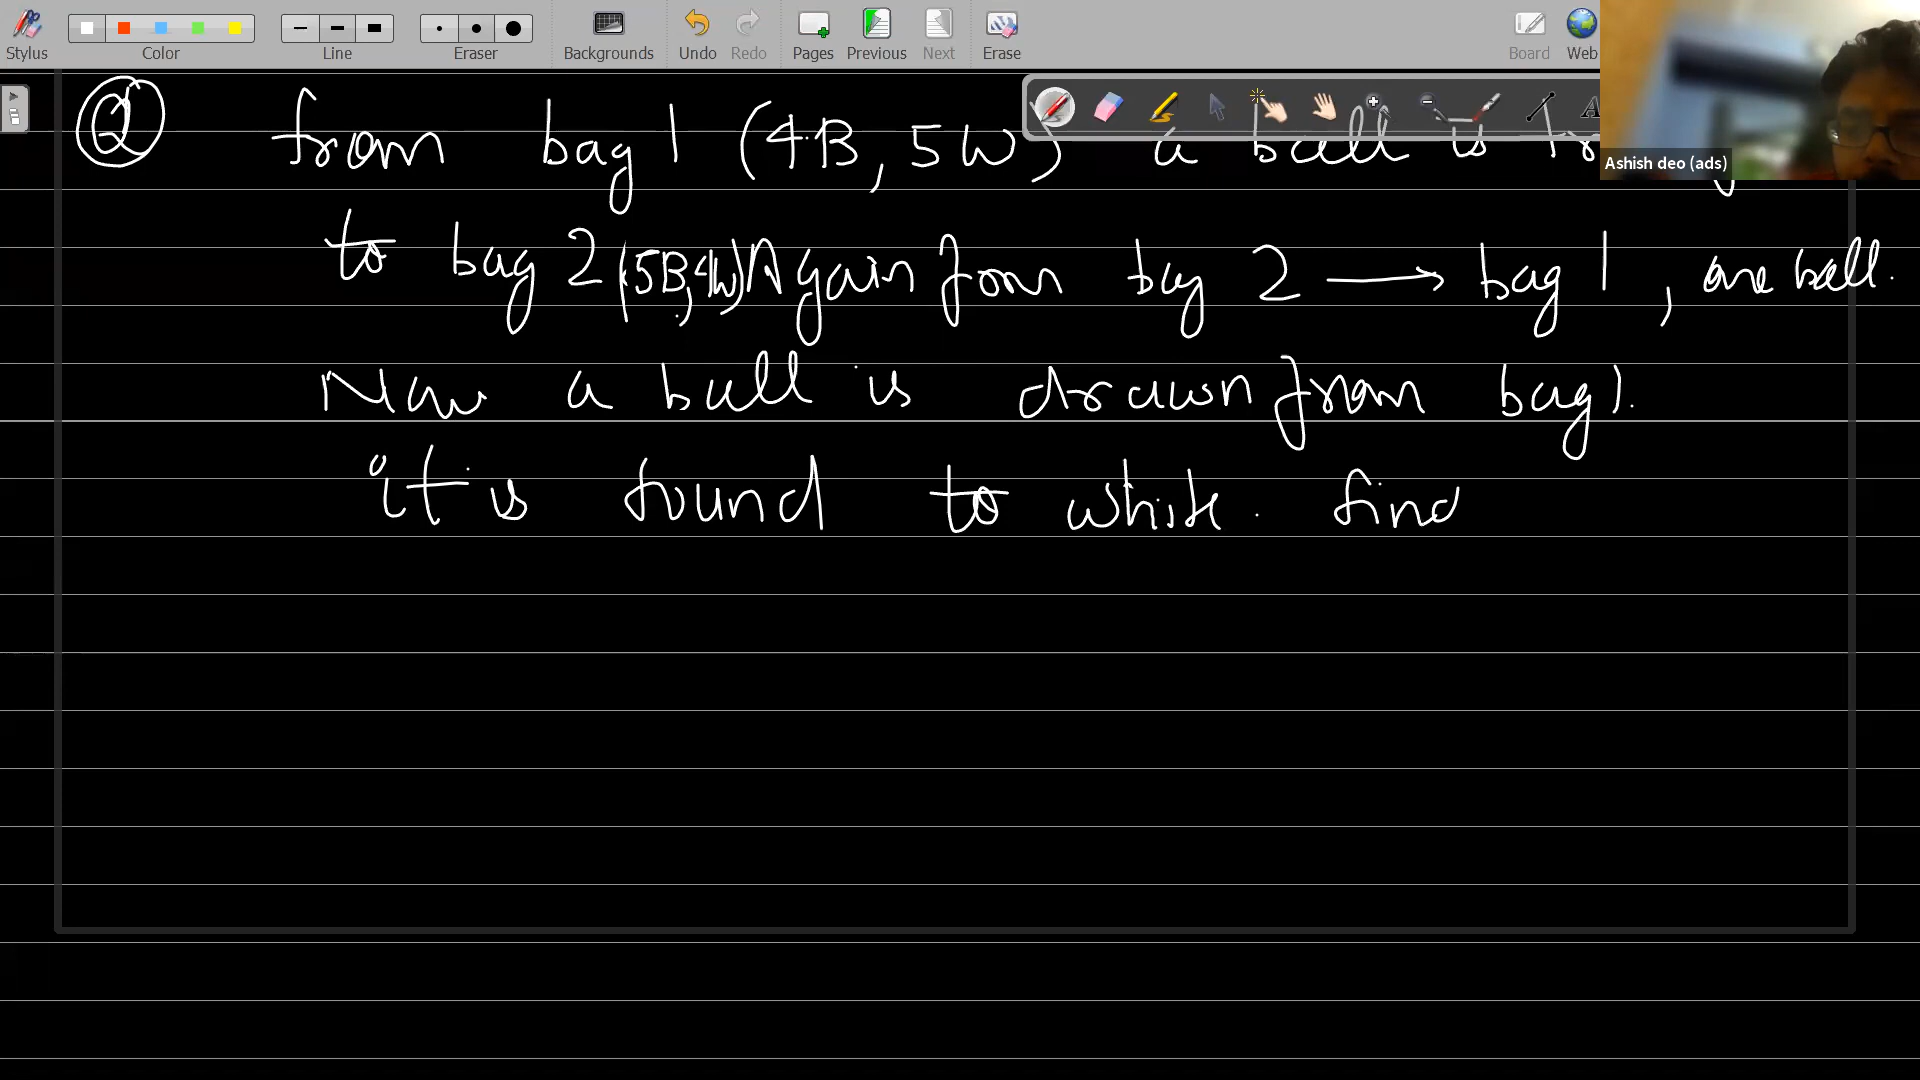 Stylus Color Line Eraser Backgrounds Undo Redo Pages Previous Next Erase Board Web
Ashish deo (ads)
Q from bag 1 (4B, 5W) a ball is
to bag 2 (5B, 4W) Again from bag 2 → bag 1, one ball.
Now a ball is drawn from bag 1.
it is found to white. find